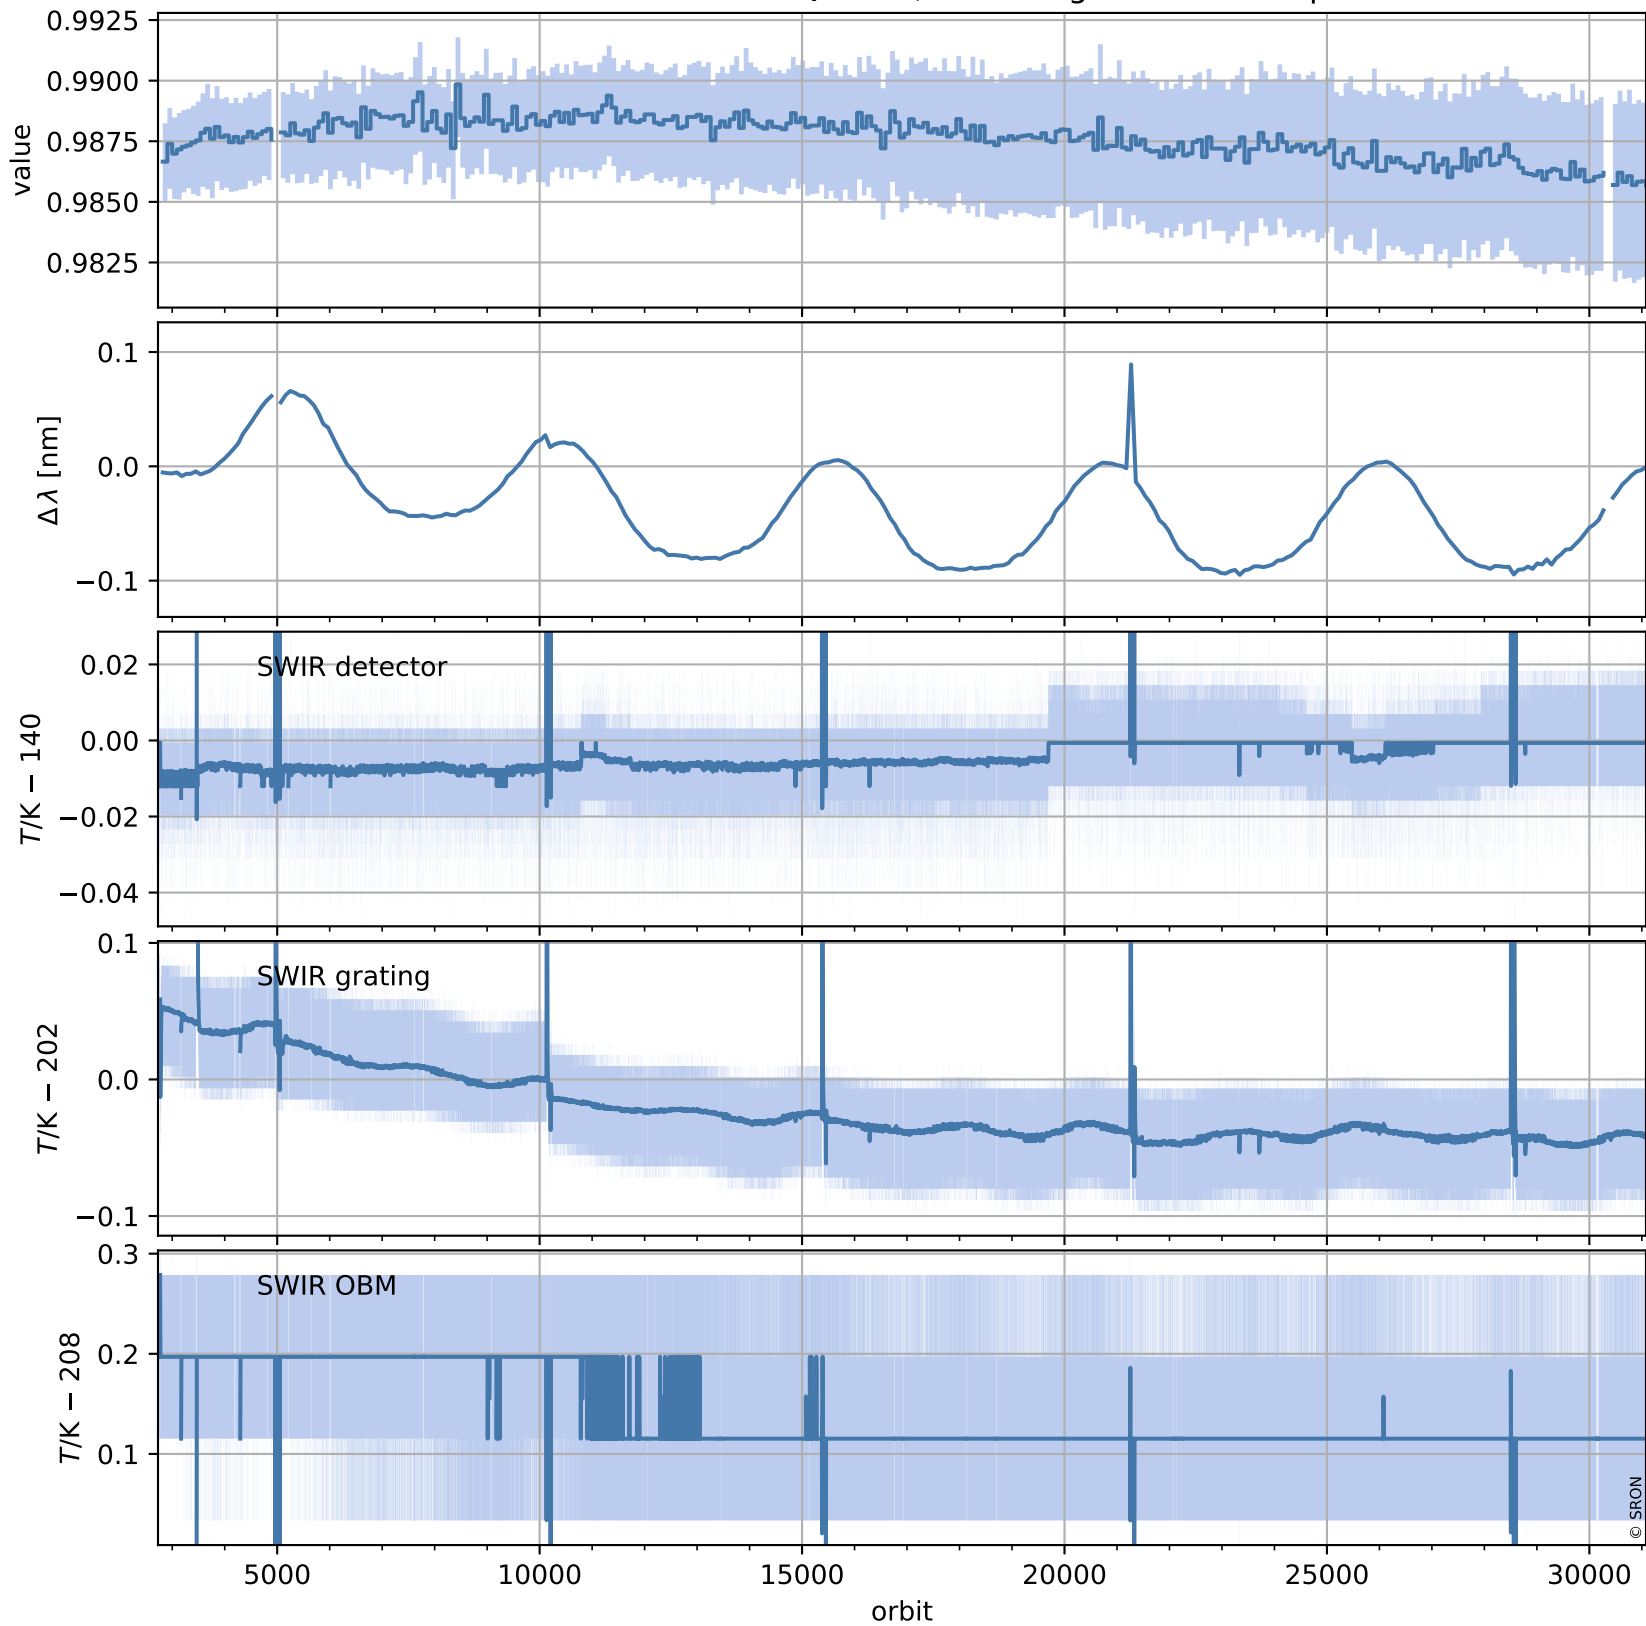 0.9925
0.9900
0.9875
0.9850
0.9825
value
0.1
0.0
−0.1
Δλ [nm]
0.02
0.00
−0.02
−0.04
T/K − 140
SWIR detector
0.1
0.0
−0.1
T/K − 202
SWIR grating
0.3
0.2
0.1
T/K − 208
SWIR OBM
© SRON
5000 10000 15000 20000 25000 30000
orbit